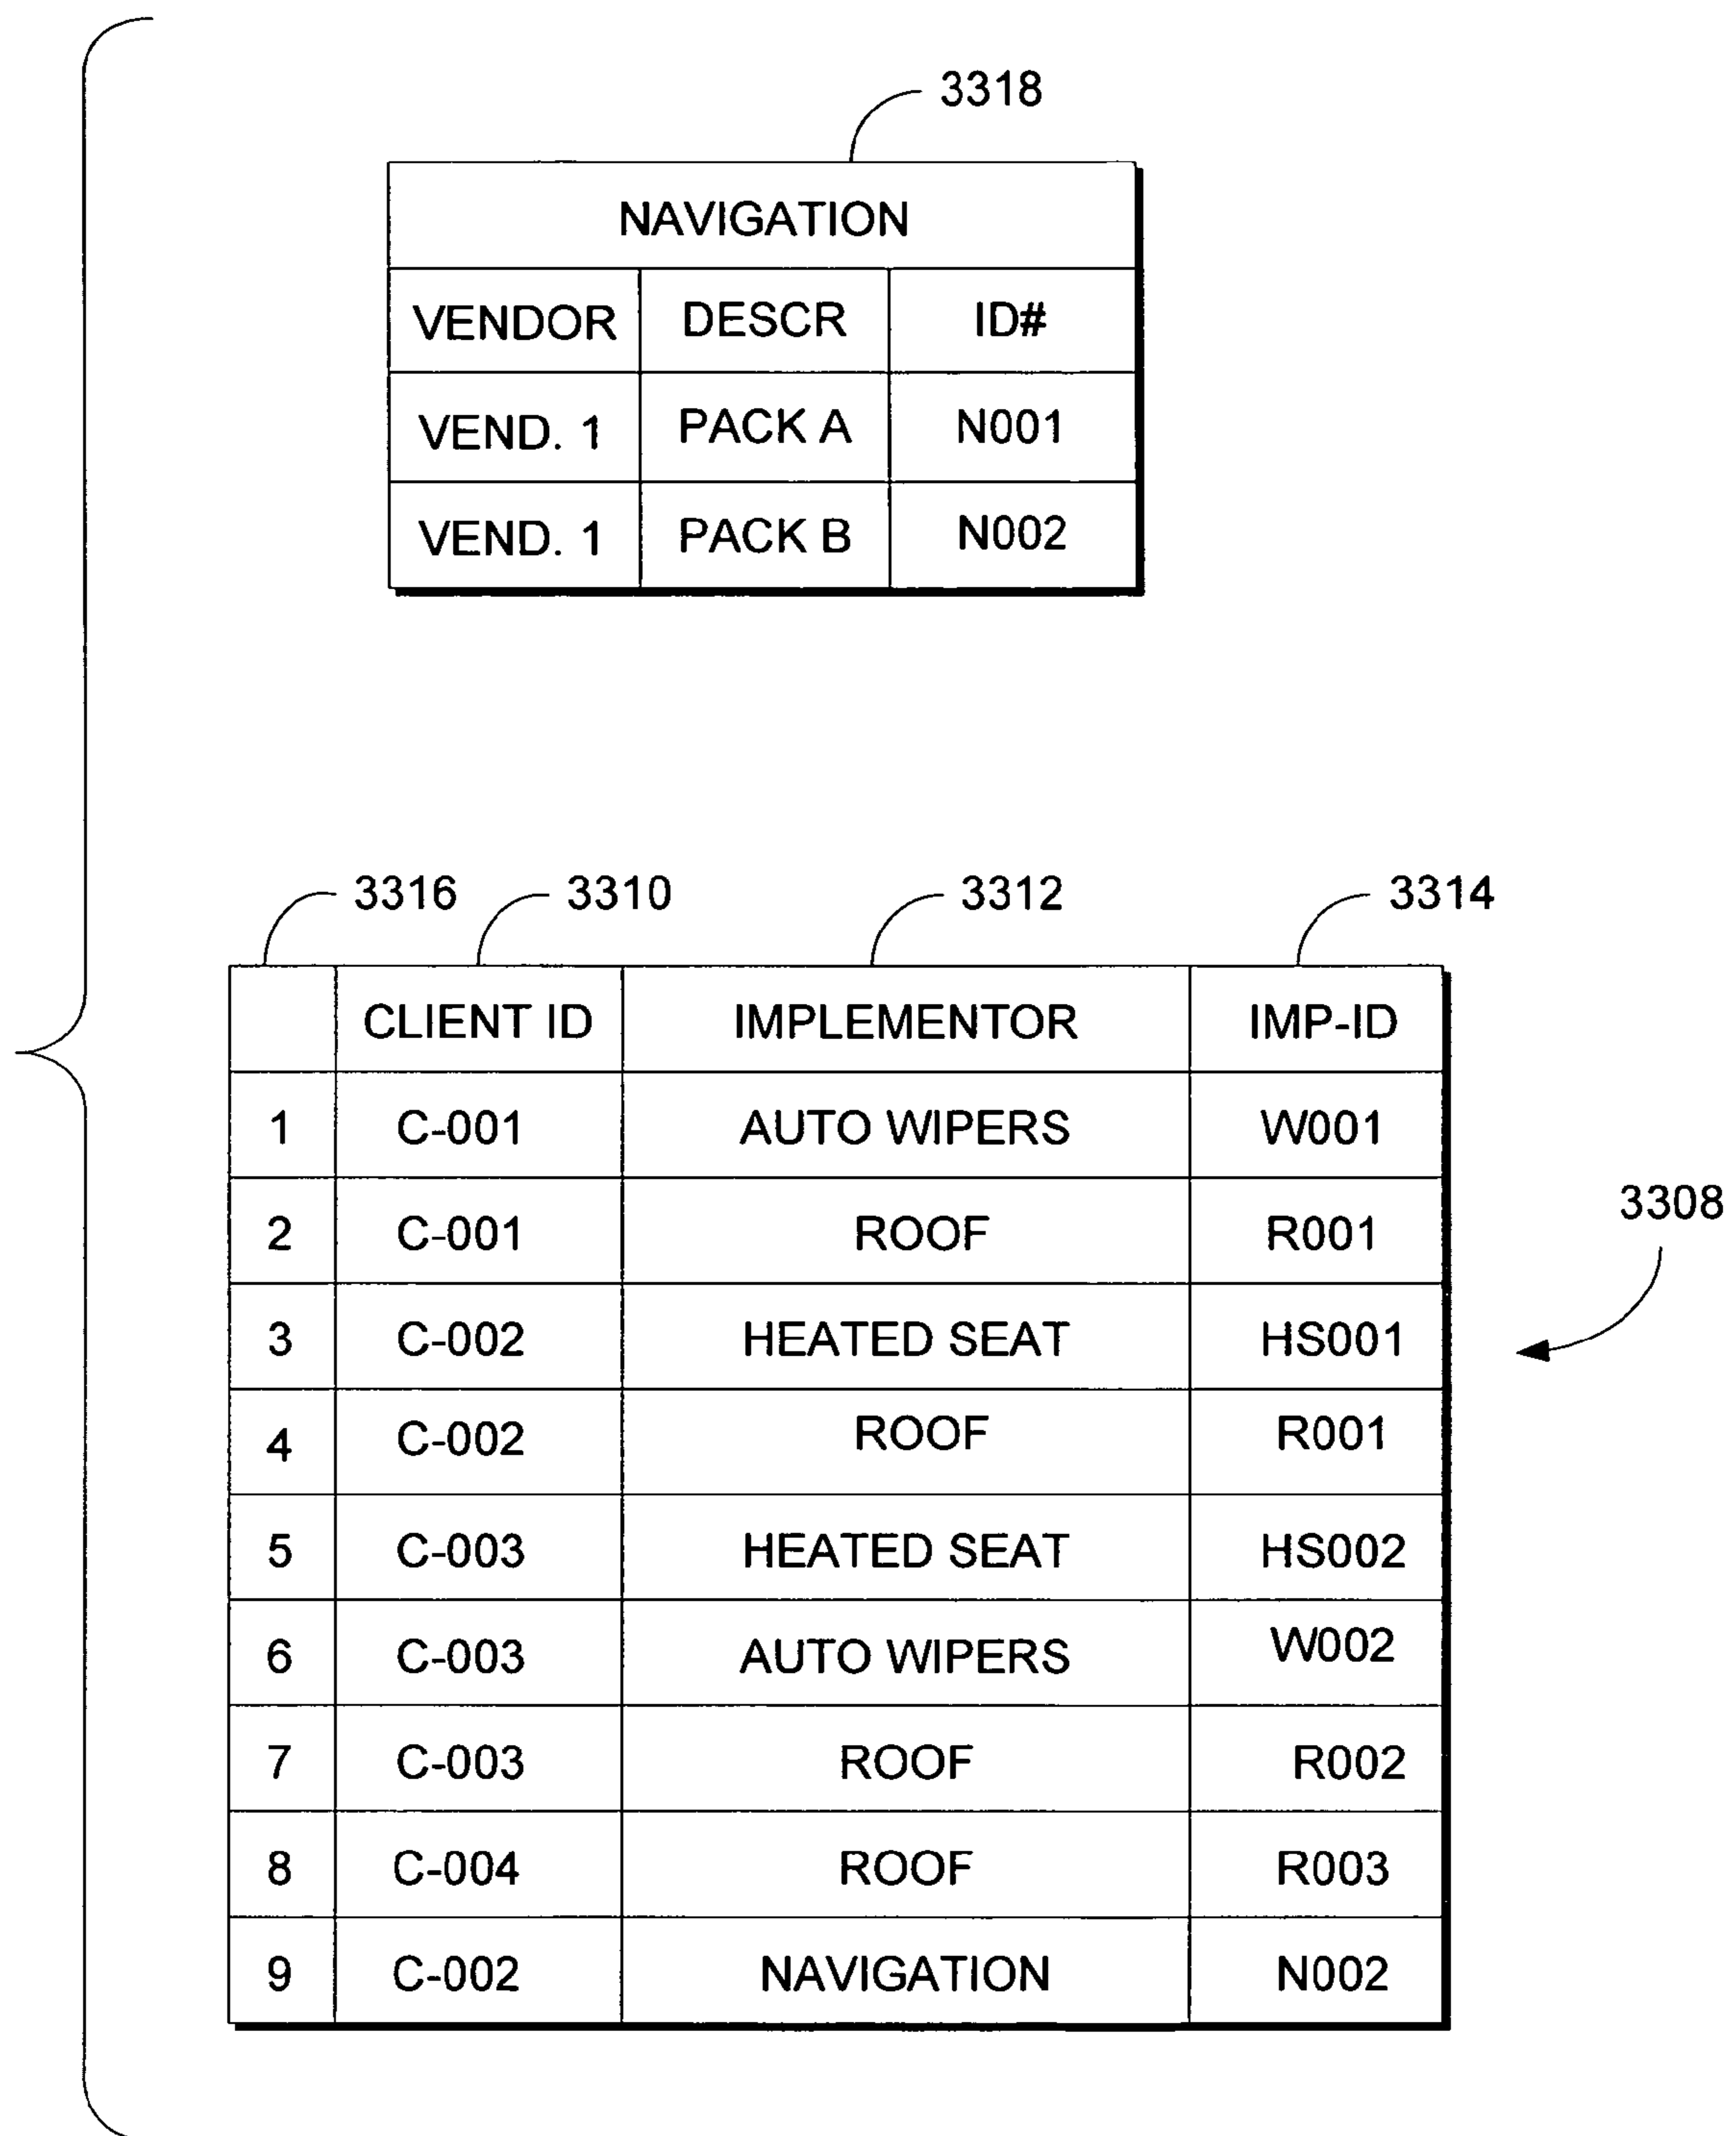 3318
NAVIGATION
VENDOR DESCR ID#
VEND. 1 PACK A N001
VEND. 1 PACK B N002
3316 3310 3312 3314
CLIENT ID IMPLEMENTOR IMP-ID
1 C-001 AUTO WIPERS W001
2 C-001 ROOF R001
3308
3 C-002 HEATED SEAT HS001
4 C-002 ROOF R001
5 C-003 HEATED SEAT HS002
6 C-003 AUTO WIPERS W002
7 C-003 ROOF R002
8 C-004 ROOF R003
9 C-002 NAVIGATION N002